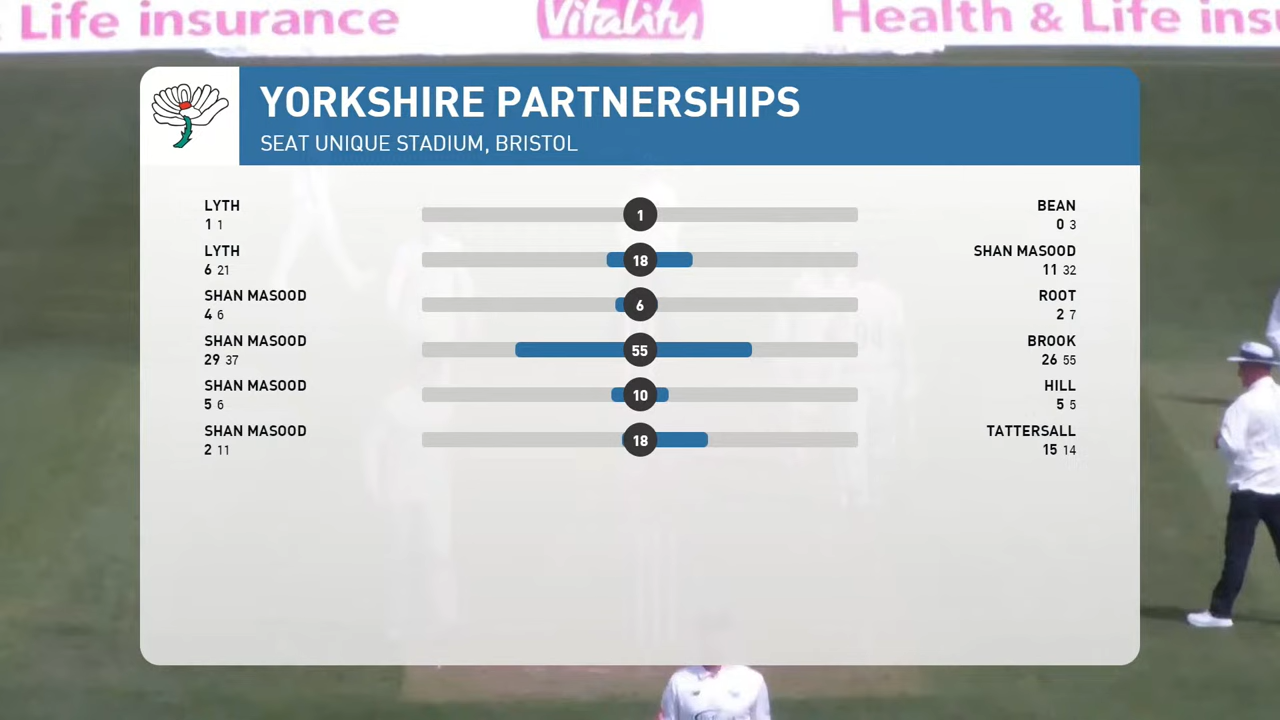 Life insurance Vitality Health & Life ins
YORKSHIRE PARTNERSHIPS
SEAT UNIQUE STADIUM, BRISTOL
LYTH 1 BEAN
1 1 0 3
LYTH 18 SHAN MASOOD
6 21 11 32
SHAN MASOOD 6 ROOT
4 6 2 7
SHAN MASOOD 55 BROOK
29 37 26 55
SHAN MASOOD 10 HILL
5 6 5 5
SHAN MASOOD 18 TATTERSALL
2 11 15 14